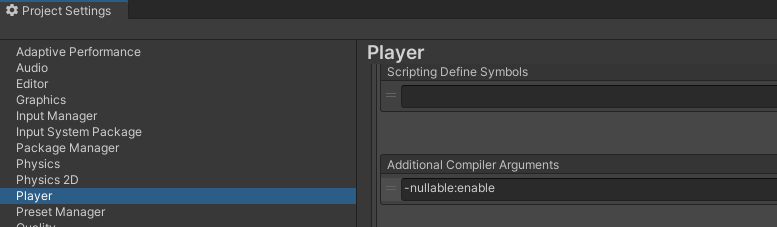 Project Settings
Adaptive Performance
Audio
Editor
Graphics
Input Manager
Input System Package
Package Manager
Physics
Physics 2D
Player
Preset Manager
Quality
Player
Scripting Define Symbols
Additional Compiler Arguments
-nullable:enable